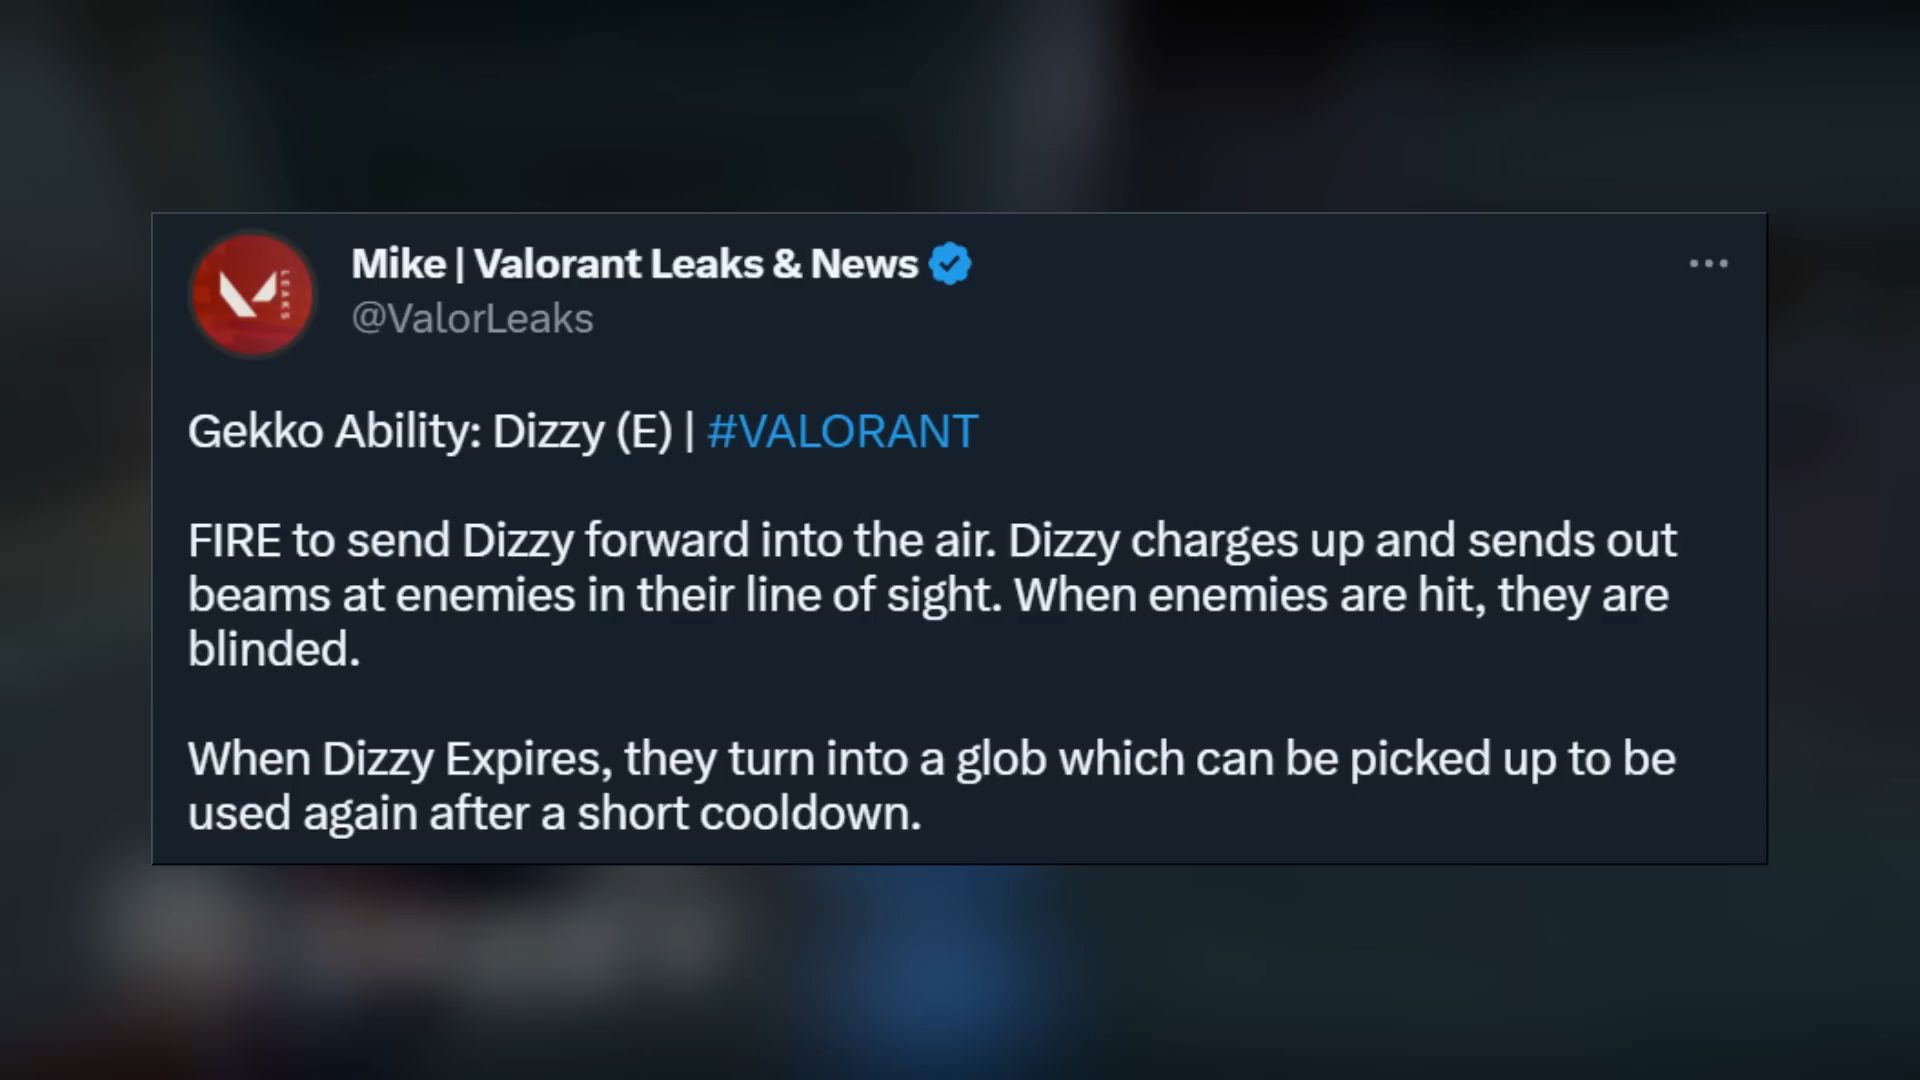 LEAKS
Mike | Valorant Leaks & News
@ValorLeaks
Gekko Ability: Dizzy (E) | #VALORANT
FIRE to send Dizzy forward into the air. Dizzy charges up and sends out
beams at enemies in their line of sight. When enemies are hit, they are
blinded.
When Dizzy Expires, they turn into a glob which can be picked up to be
used again after a short cooldown.